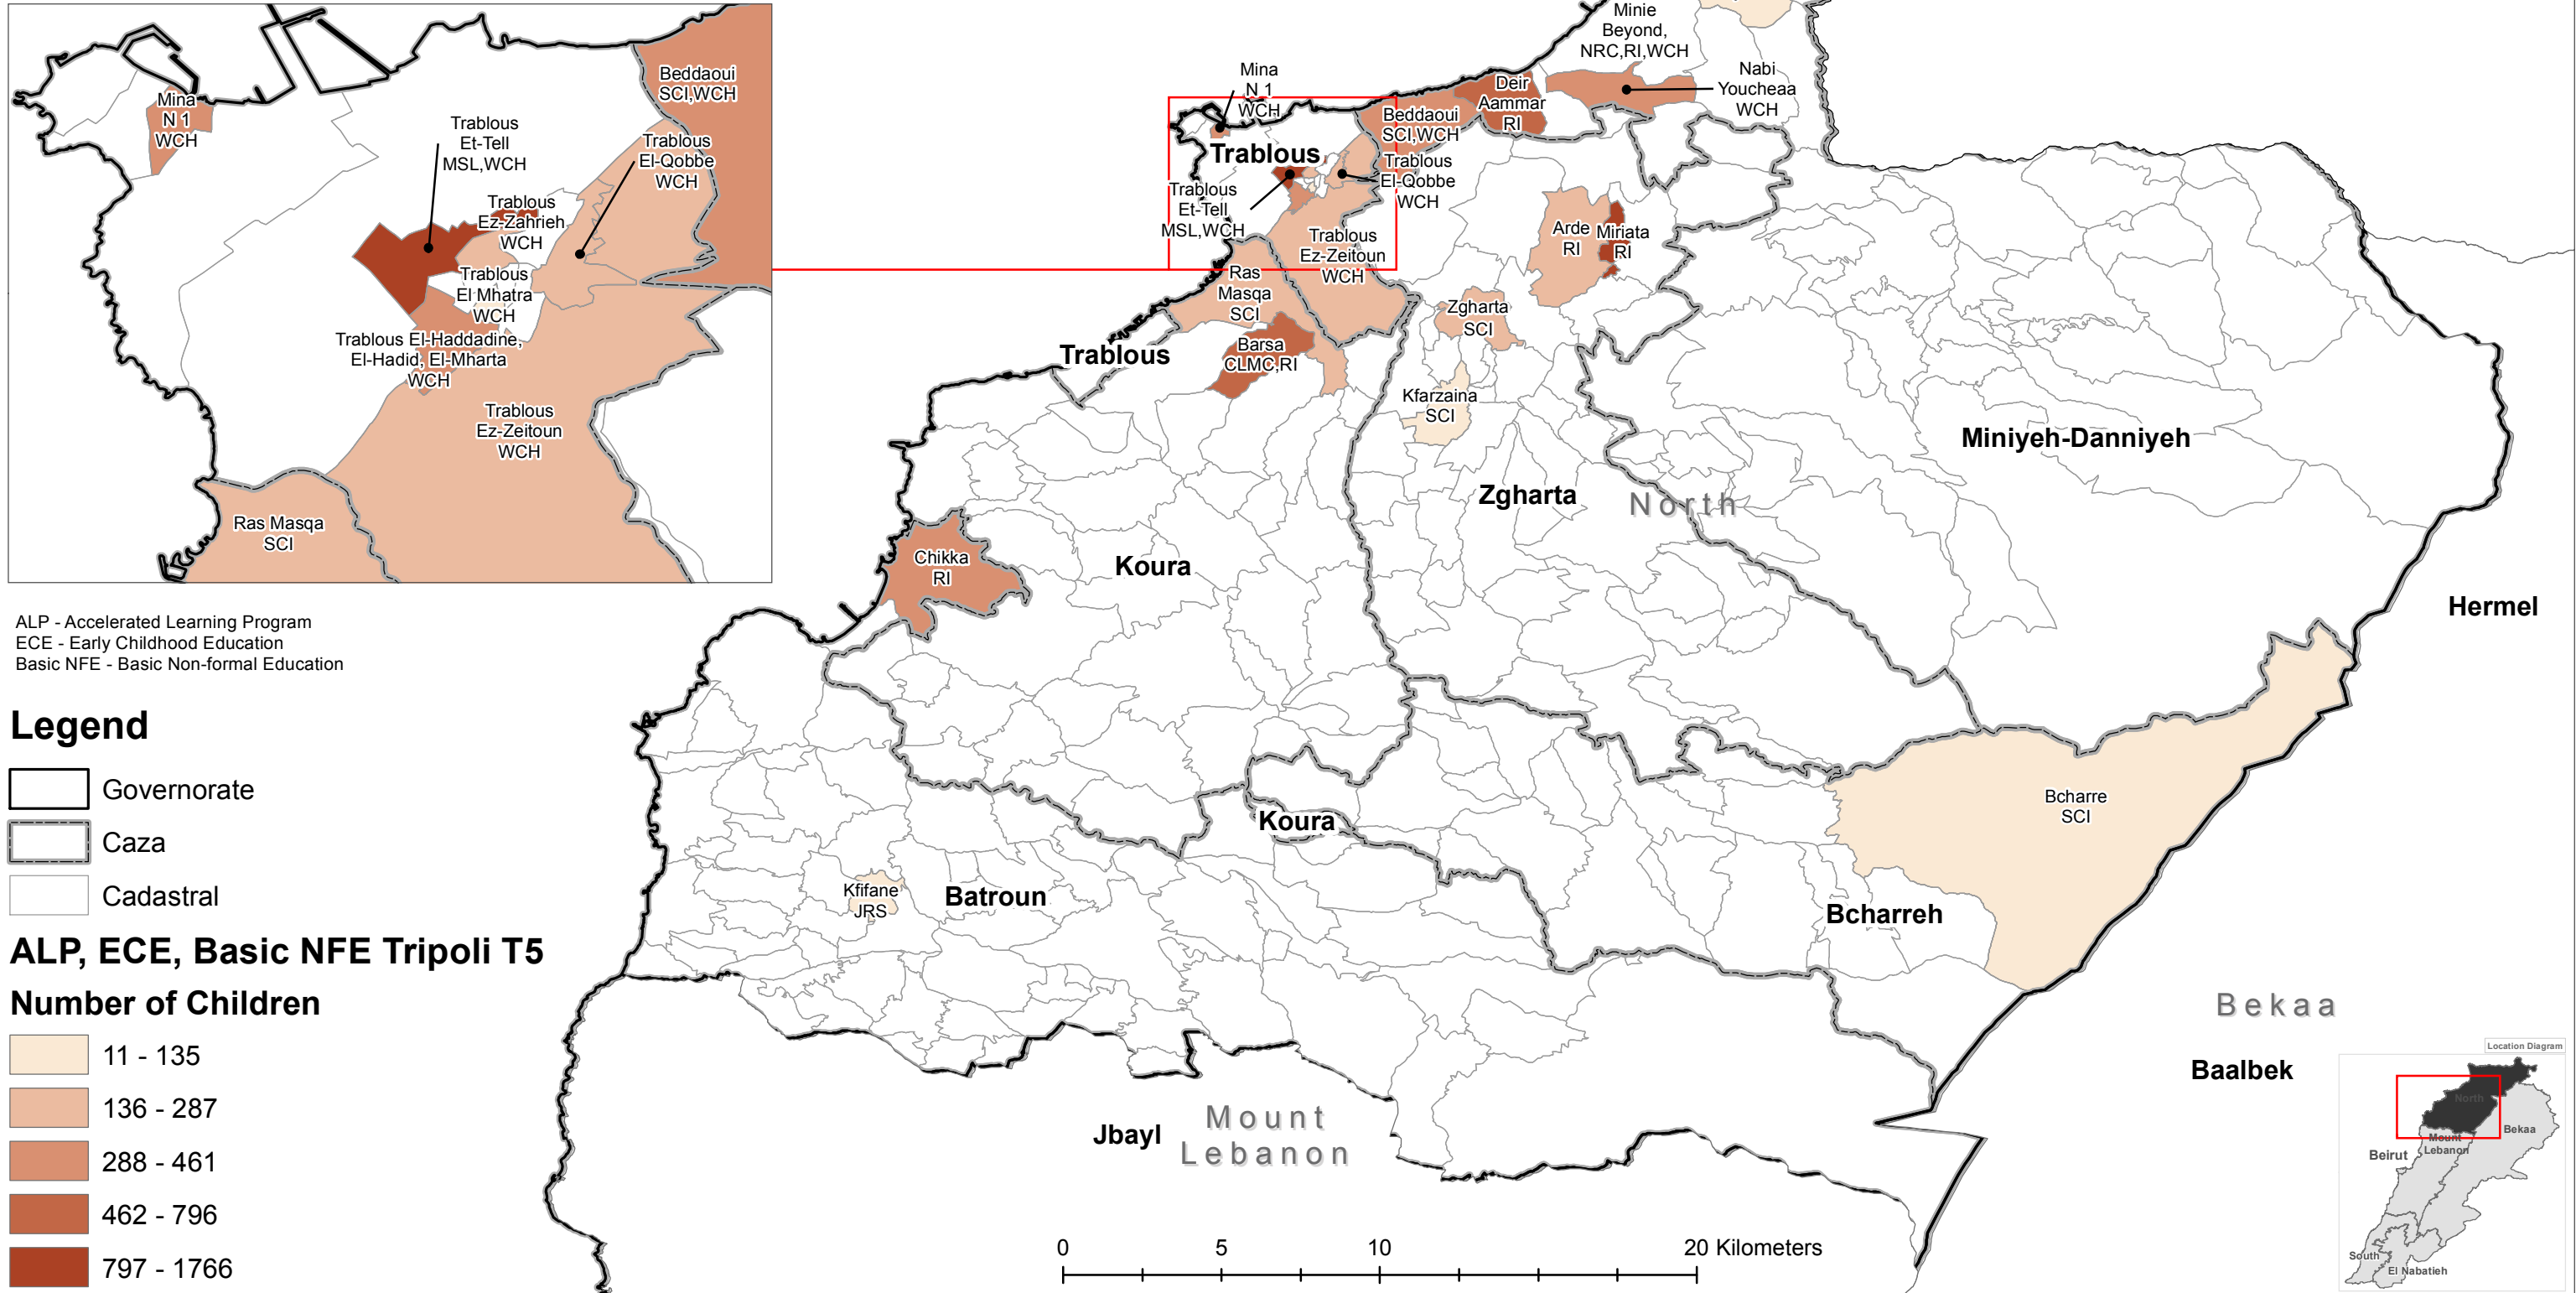 Beddaoui
SCI,WCH
Mina
N 1
WCH
Trablous
Et-Tell
MSL,WCH
Trablous
El-Qobbe
WCH
Trablous
Ez-Zahrieh
WCH
Trablous
El Mhatra
WCH
Trablous El-Haddadine,
El-Hadid, El-Mharta
WCH
Trablous
Ez-Zeitoun
WCH
Ras Masqa
SCI
Minie
Beyond,
NRC,RI,WCH
Nabi
Youcheaa
WCH
Mina
N 1
WCH
Deir
Aammar
RI
Beddaoui
SCI,WCH
Trablous
Trablous
El-Qobbe
WCH
Trablous
Et-Tell
MSL,WCH
Trablous
Ez-Zeitoun
WCH
Arde
RI
Miriata
RI
Ras
Masqa
SCI
Zgharta
SCI
Barsa
CLMC,RI
Trablous
Kfarzaina
SCI
Miniyeh-Danniyeh
Zgharta
North
Chikka
RI
Koura
Hermel
Bcharre
SCI
Koura
Kfifane
JRS
Batroun
Bcharreh
Bekaa
Baalbek
Jbayl
Mount
Lebanon
ALP - Accelerated Learning Program
ECE - Early Childhood Education
Basic NFE - Basic Non-formal Education
Legend
Governorate
Caza
Cadastral
ALP, ECE, Basic NFE Tripoli T5
Number of Children
11 - 135
136 - 287
288 - 461
462 - 796
797 - 1766
0 5 10 20 Kilometers
Location Diagram
North
Bekaa
Mount
Lebanon
Beirut
South
El Nabatieh